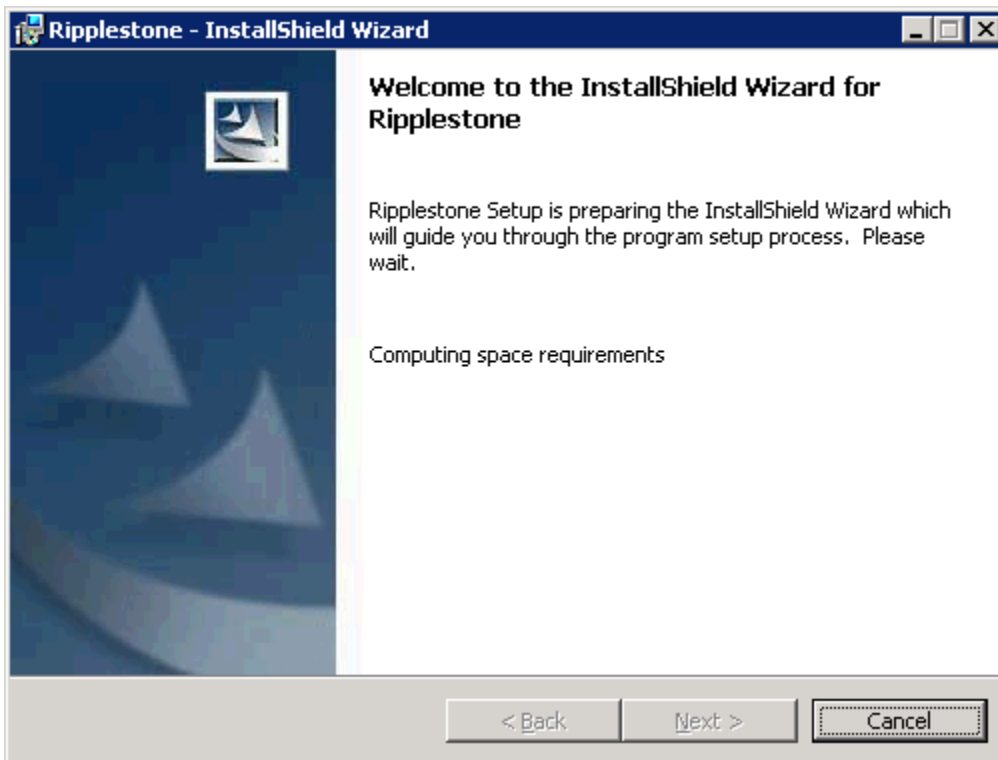 Ripplestone - InstallShield Wizard
Welcome to the InstallShield Wizard for
Ripplestone
Ripplestone Setup is preparing the InstallShield Wizard which
will guide you through the program setup process.  Please
wait.
Computing space requirements
< Back Next > Cancel